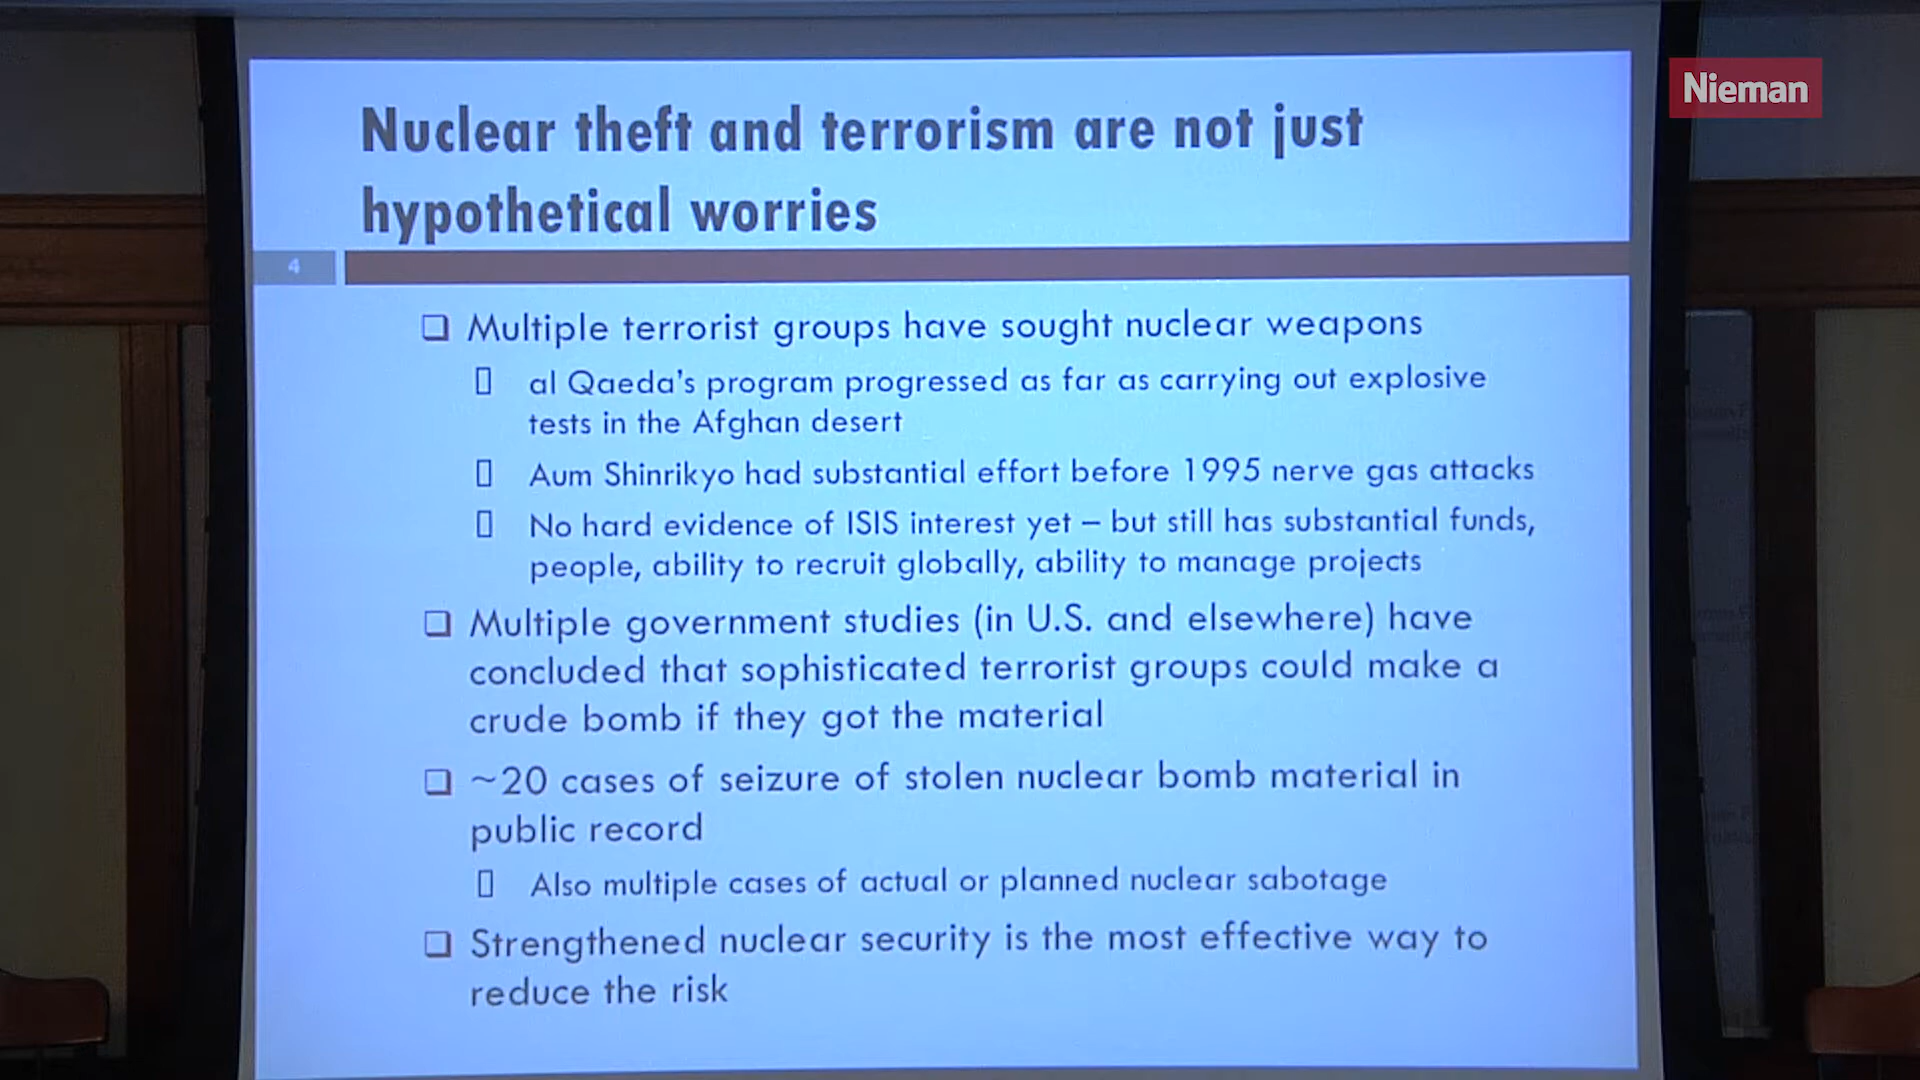 Nieman
Nuclear theft and terrorism are not just
hypothetical worries
4
❑ Multiple terrorist groups have sought nuclear weapons
▯ al Qaeda's program progressed as far as carrying out explosive
tests in the Afghan desert
▯ Aum Shinrikyo had substantial effort before 1995 nerve gas attacks
▯ No hard evidence of ISIS interest yet – but still has substantial funds,
people, ability to recruit globally, ability to manage projects
❑ Multiple government studies (in U.S. and elsewhere) have
concluded that sophisticated terrorist groups could make a
crude bomb if they got the material
❑ ~20 cases of seizure of stolen nuclear bomb material in
public record
▯ Also multiple cases of actual or planned nuclear sabotage
❑ Strengthened nuclear security is the most effective way to
reduce the risk